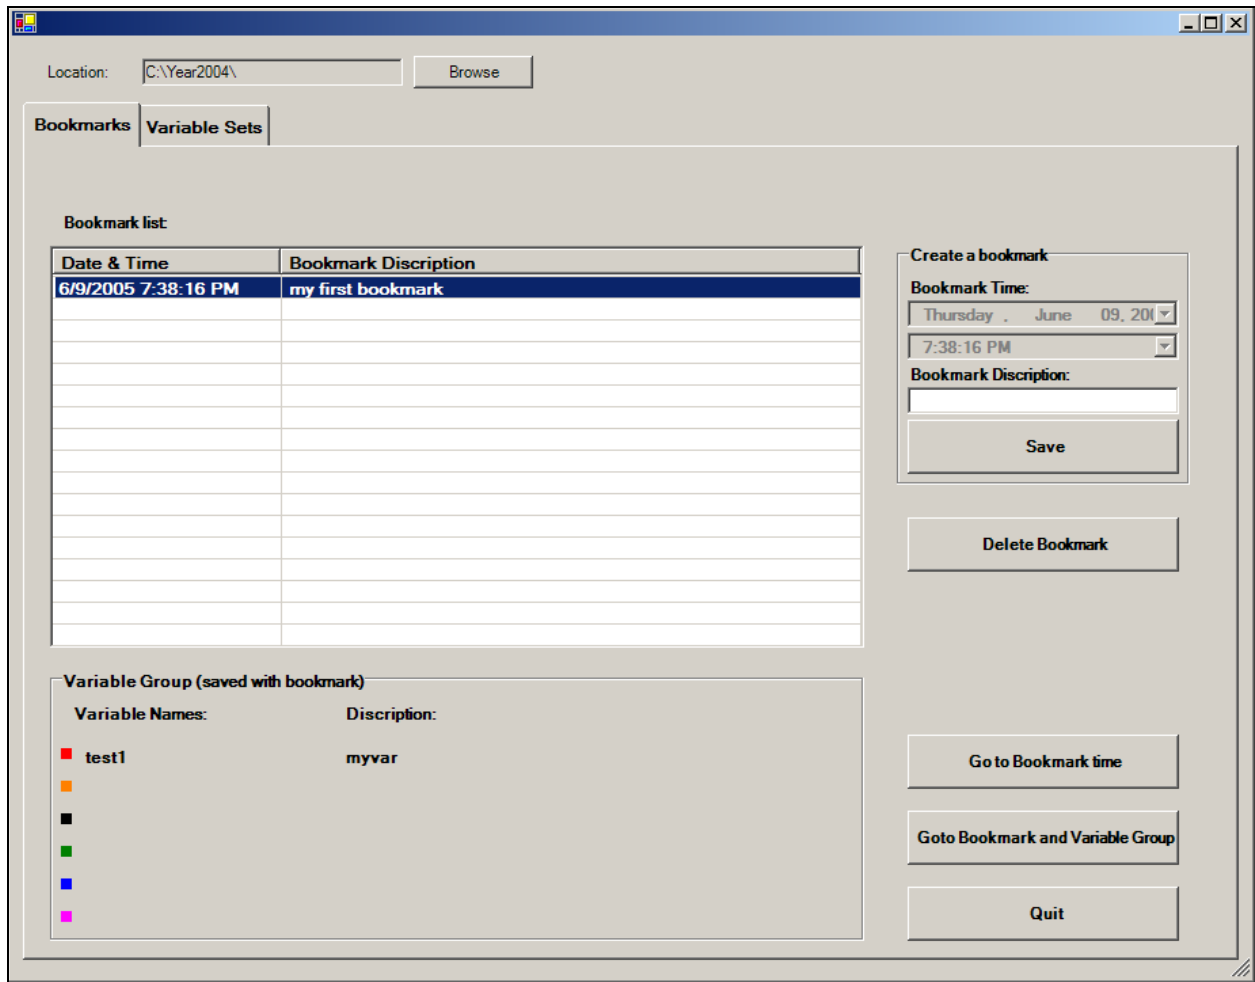 Location: C:\Year2004\ Browse
Bookmarks Variable Sets
Bookmark list:
Date & Time Bookmark Discription
6/9/2005 7:38:16 PM my first bookmark
Create a bookmark
Bookmark Time:
Thursday , June 09, 200
7:38:16 PM
Bookmark Discription:
Save
Delete Bookmark
Variable Group (saved with bookmark)
Variable Names: Discription:
test1 myvar
Go to Bookmark time
Goto Bookmark and Variable Group
Quit